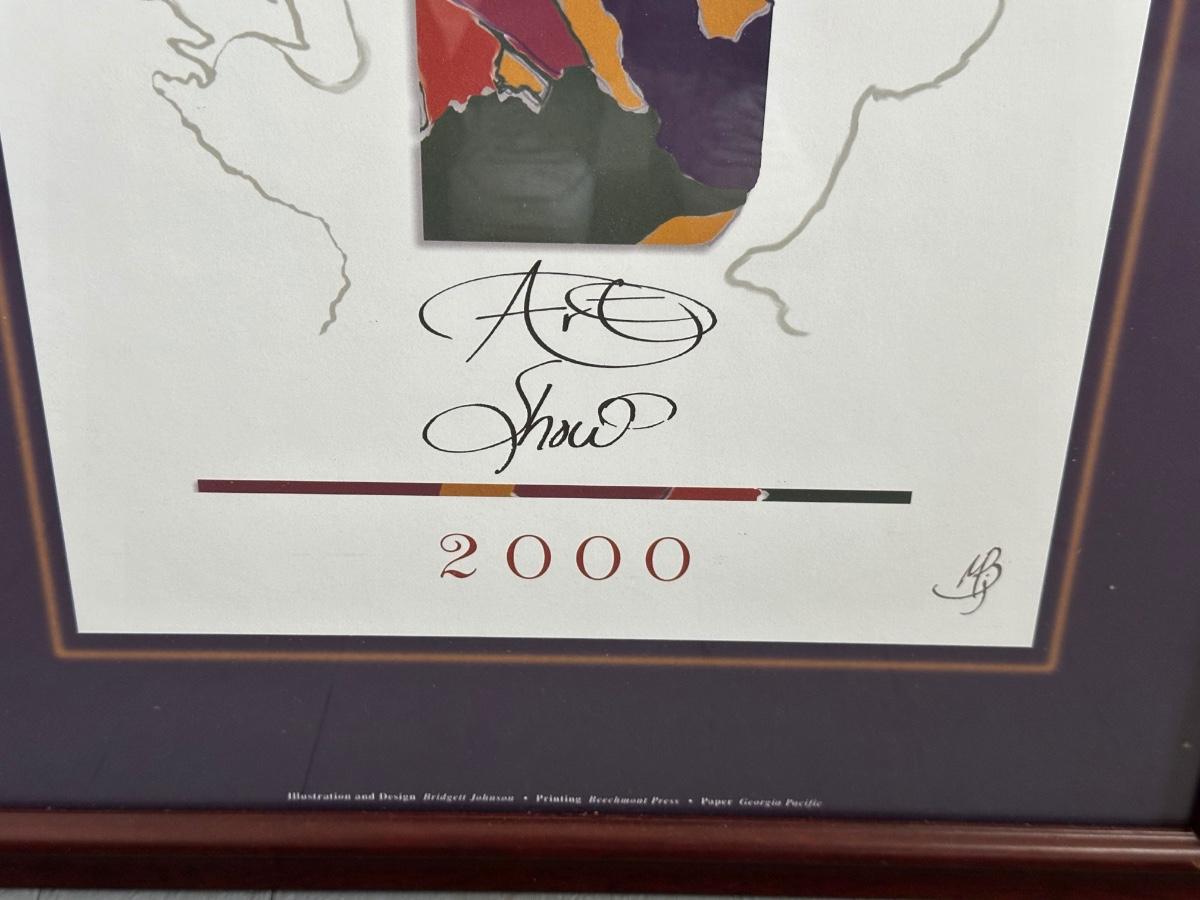 Art
Show
2000
Illustration and Design Bridgett Johnson • Printing Beechmont Press • Paper Georgia Pacific